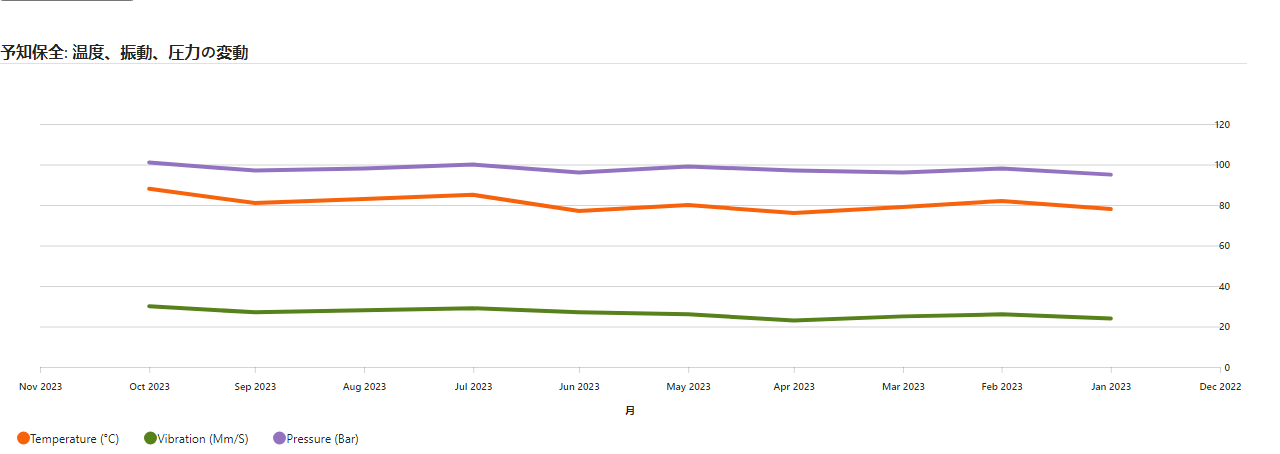 予知保全: 温度、振動、圧力の変動
120
100
80
60
40
20
0
Nov 2023 Oct 2023 Sep 2023 Aug 2023 Jul 2023 Jun 2023 May 2023 Apr 2023 Mar 2023 Feb 2023 Jan 2023 Dec 2022
月
Temperature (°C) Vibration (Mm/S) Pressure (Bar)